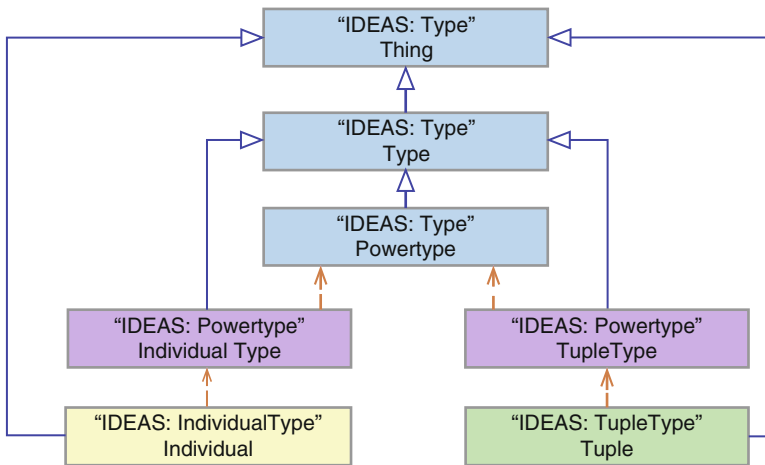 “IDEAS: Type”
Thing
“IDEAS: Type”
Type
“IDEAS: Type”
Powertype
“IDEAS: Powertype”
Individual Type
“IDEAS: Powertype”
TupleType
“IDEAS: IndividualType”
Individual
“IDEAS: TupleType”
Tuple